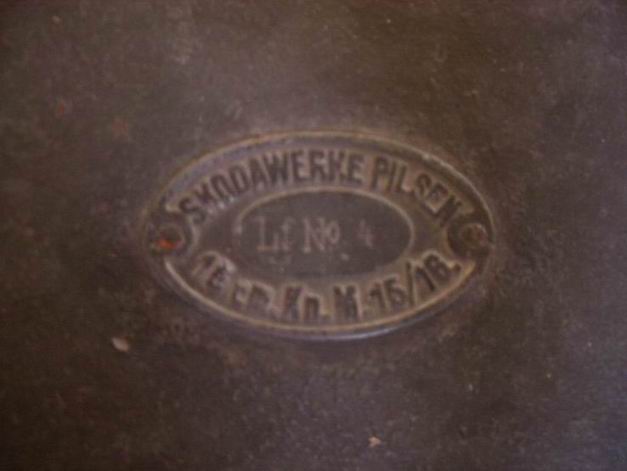 SKODAWERKE PILSEN
Lf No 4
15 cm. Kn. M. 15/16.